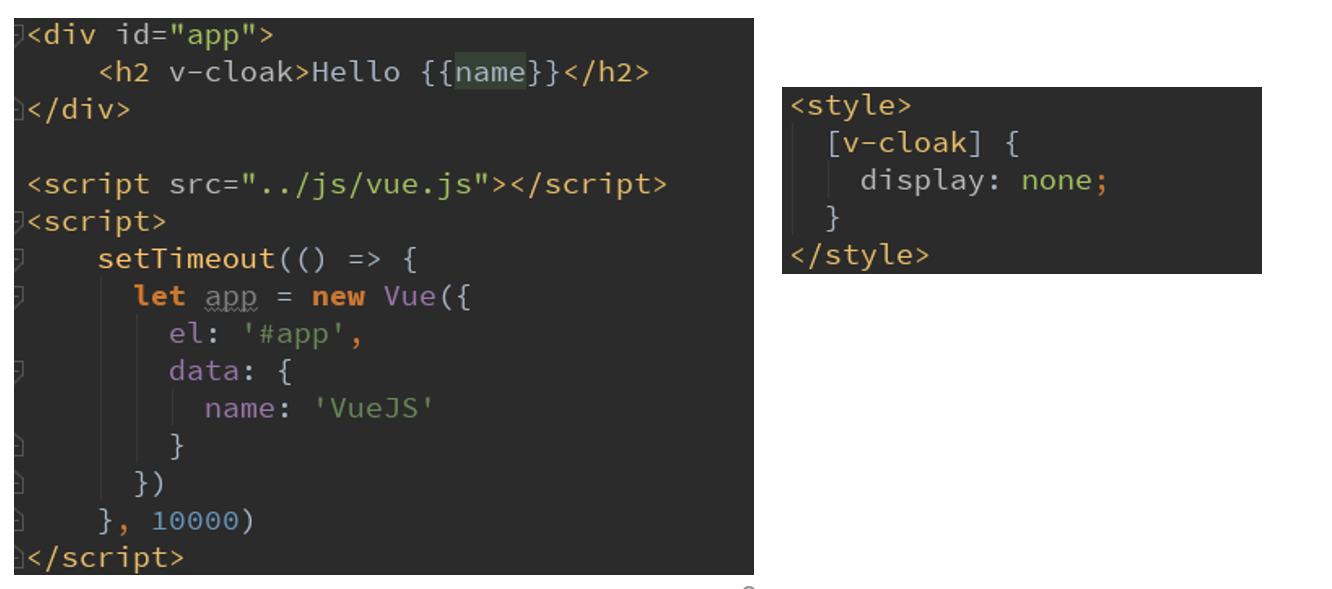 <div id="app">
    <h2 v-cloak>Hello {{name}}</h2>
</div>

<script src="../js/vue.js"></script>
<script>
    setTimeout(() => {
      let app = new Vue({
        el: '#app',
        data: {
          name: 'VueJS'
        }
      })
    }, 10000)
</script>
<style>
  [v-cloak] {
    display: none;
  }
</style>